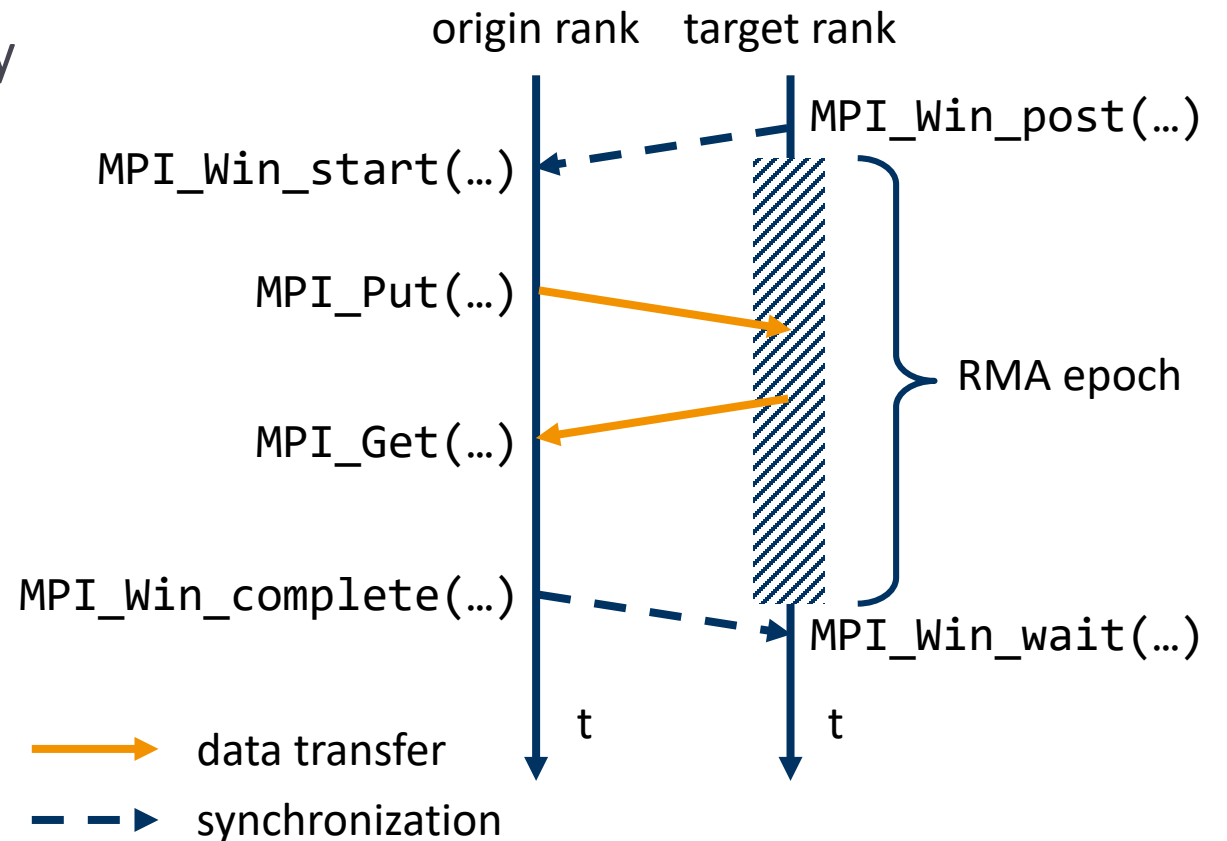 origin rank target rank
y
MPI_Win_post(…)
MPI_Win_start(…)
MPI_Put(…)
RMA epoch
MPI_Get(…)
MPI_Win_complete(…)
MPI_Win_wait(…)
t t
data transfer
synchronization